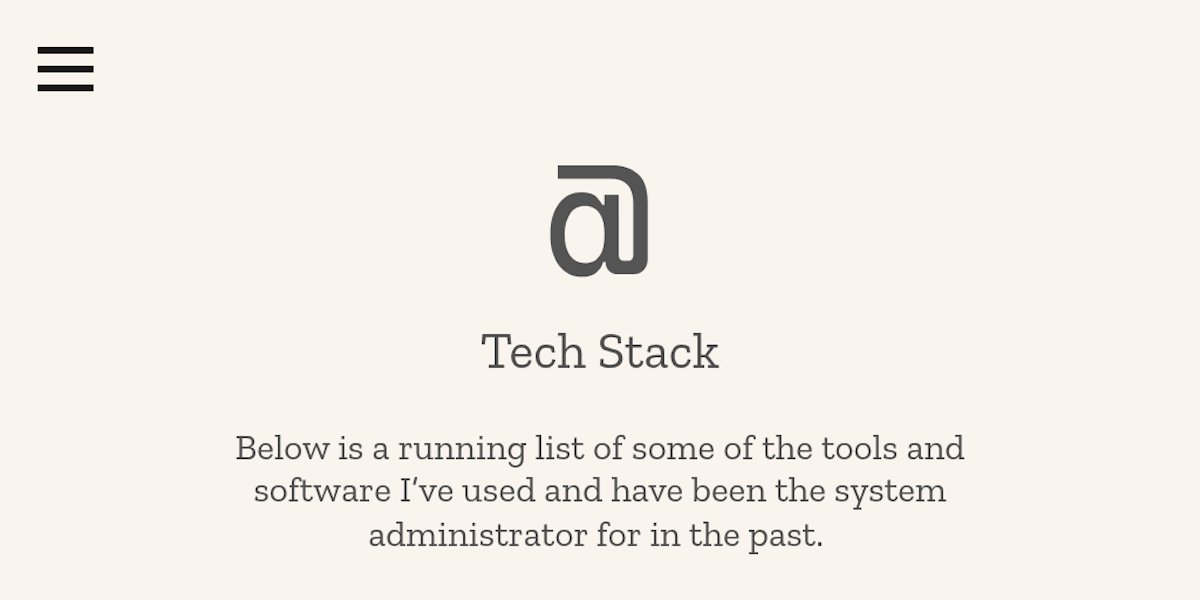 @
Tech Stack
Below is a running list of some of the tools and
software I’ve used and have been the system
administrator for in the past.